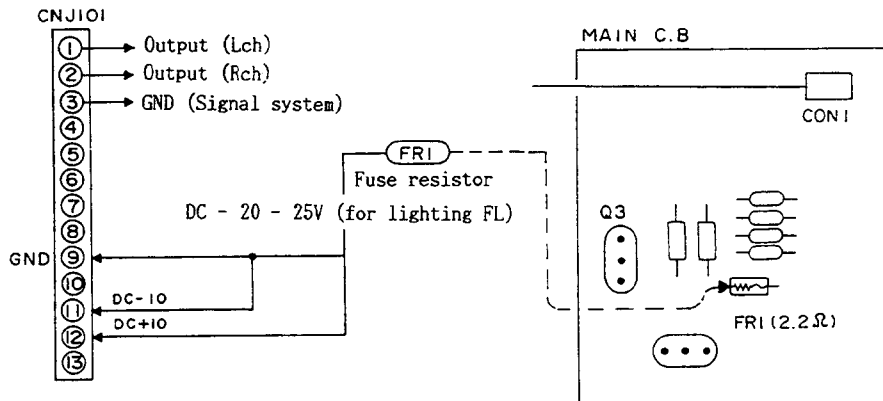 CNJ101
1 Output (Lch)
2 Output (Rch)
3 GND (Signal system)
4
5
6
7
8
GND 9
10
DC-10 11
DC+10 12
13
FR1
Fuse resistor
DC - 20 - 25V (for lighting FL)
MAIN C.B
CON1
Q3
FR1 (2.2Ω)